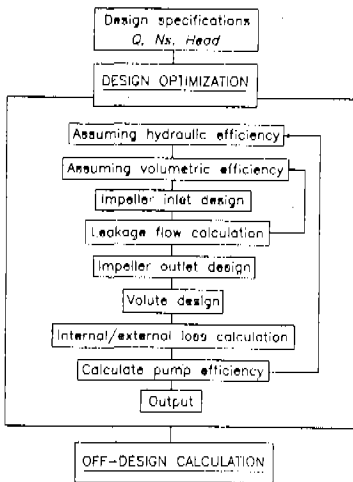 Design specifications
Q, Ns, Head
DESIGN OPTIMIZATION
Assuming hydraulic efficiency
Assuming volumetric efficiency
Impeller inlet design
Leakage flow calculation
Impeller outlet design
Volute design
Internal/external loss calculation
Calculate pump efficiency
Output
OFF-DESIGN CALCULATION